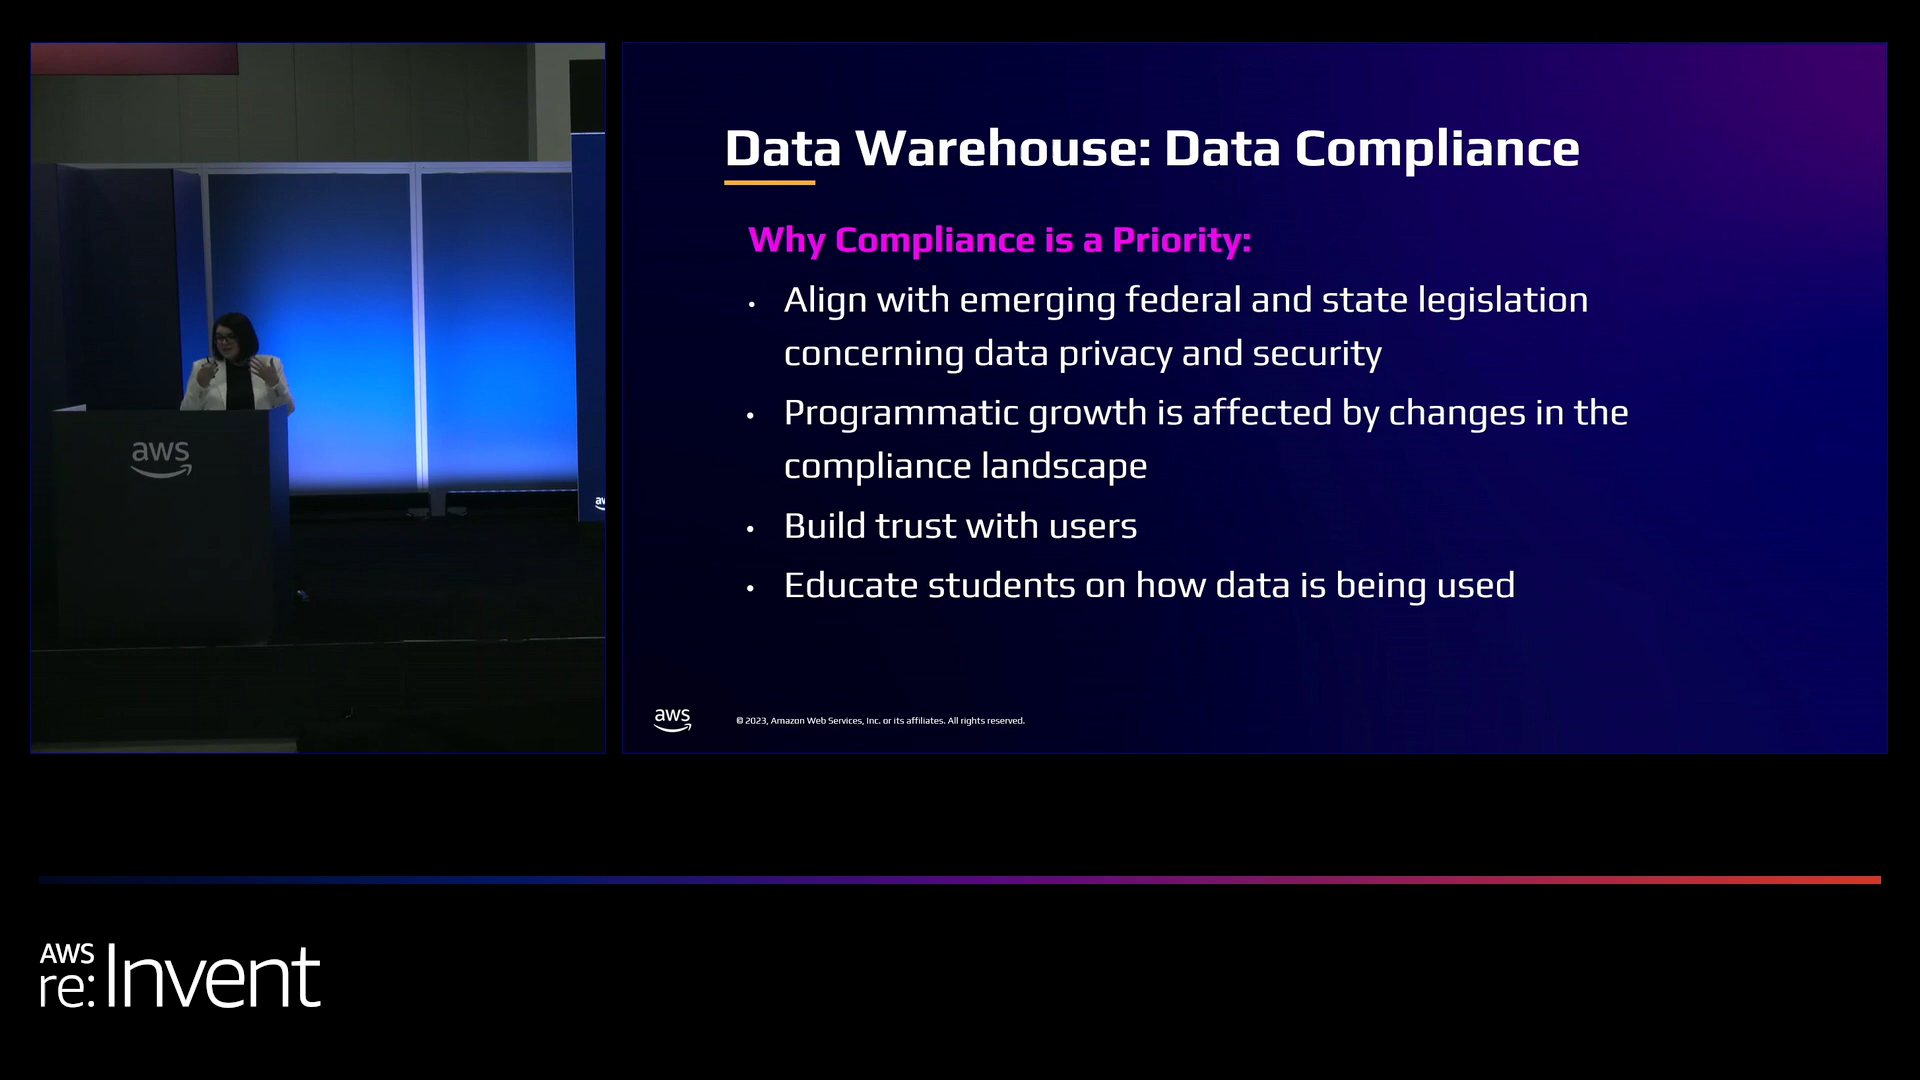 aws
Data Warehouse: Data Compliance
Why Compliance is a Priority:
• Align with emerging federal and state legislation
concerning data privacy and security
• Programmatic growth is affected by changes in the
compliance landscape
• Build trust with users
• Educate students on how data is being used
aws
© 2023, Amazon Web Services, Inc. or its affiliates. All rights reserved.
AWS
re:Invent